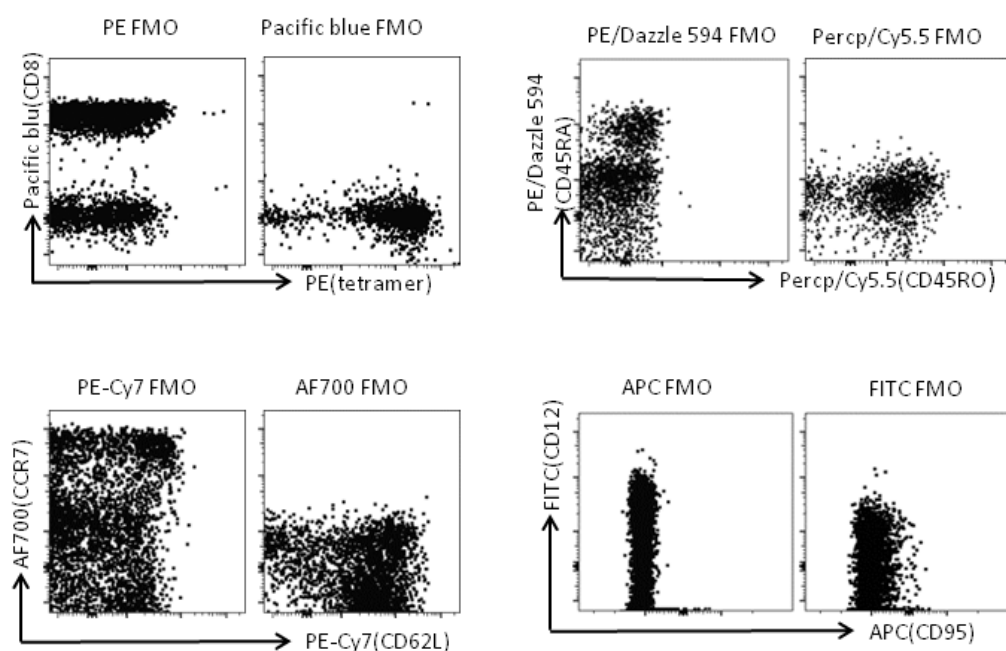 PE FMO
Pacific blue FMO
Pacific blu(CD8)
PE(tetramer)
PE/Dazzle 594 FMO
Percp/Cy5.5 FMO
PE/Dazzle 594
(CD45RA)
Percp/Cy5.5(CD45RO)
PE-Cy7 FMO
AF700 FMO
AF700(CCR7)
PE-Cy7(CD62L)
APC FMO
FITC FMO
FITC(CD12)
APC(CD95)